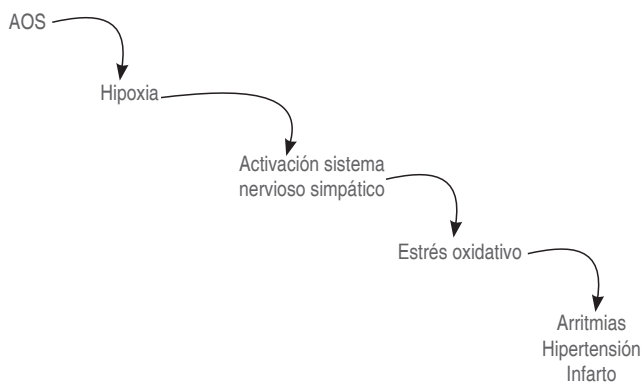 AOS
Hipoxia
Activación sistema
nervioso simpático
Estrés oxidativo
Arritmias
Hipertensión
Infarto